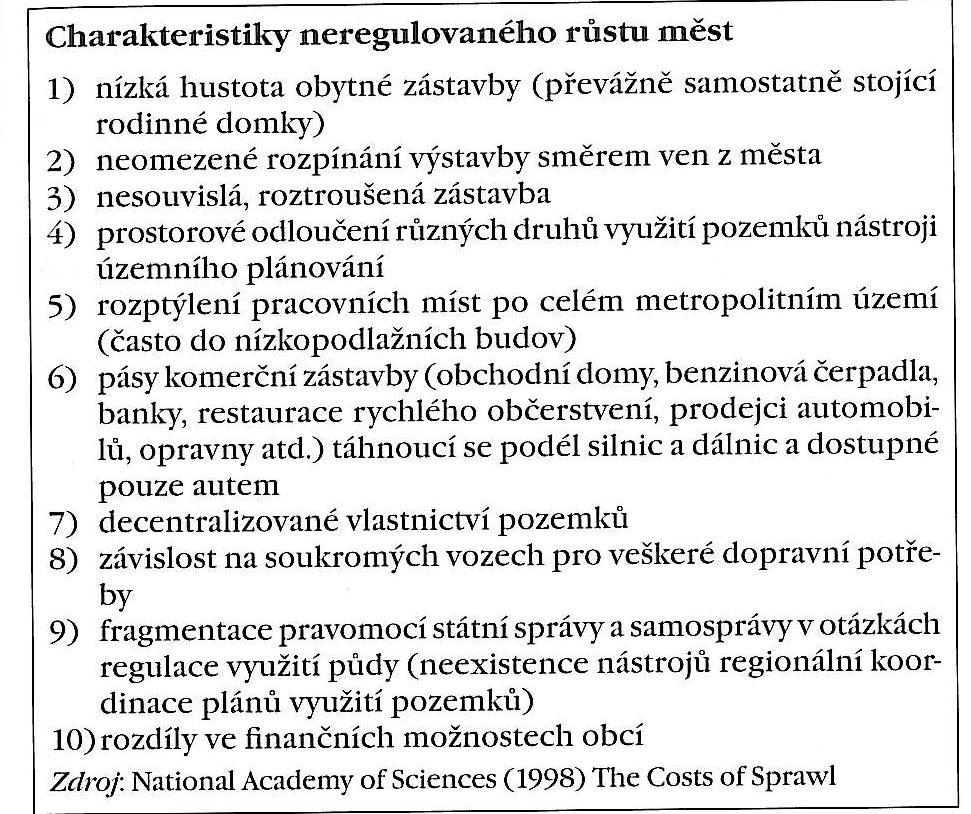 Charakteristiky neregulovaného růstu měst
1) nízká hustota obytné zástavby (převážně samostatně stojící
rodinné domky)
2) neomezené rozpínání výstavby směrem ven z města
3) nesouvislá, roztroušená zástavba
4) prostorové odloučení různých druhů využití pozemků nástroji
územního plánování
5) rozptýlení pracovních míst po celém metropolitním území
(často do nízkopodlažních budov)
6) pásy komerční zástavby (obchodní domy, benzinová čerpadla,
banky, restaurace rychlého občerstvení, prodejci automobi-
lů, opravny atd.) táhnoucí se podél silnic a dálnic a dostupné
pouze autem
7) decentralizované vlastnictví pozemků
8) závislost na soukromých vozech pro veškeré dopravní potře-
by
9) fragmentace pravomocí státní správy a samosprávy v otázkách
regulace využití půdy (neexistence nástrojů regionální koor-
dinace plánů využití pozemků)
10) rozdíly ve finančních možnostech obcí
Zdroj: National Academy of Sciences (1998) The Costs of Sprawl